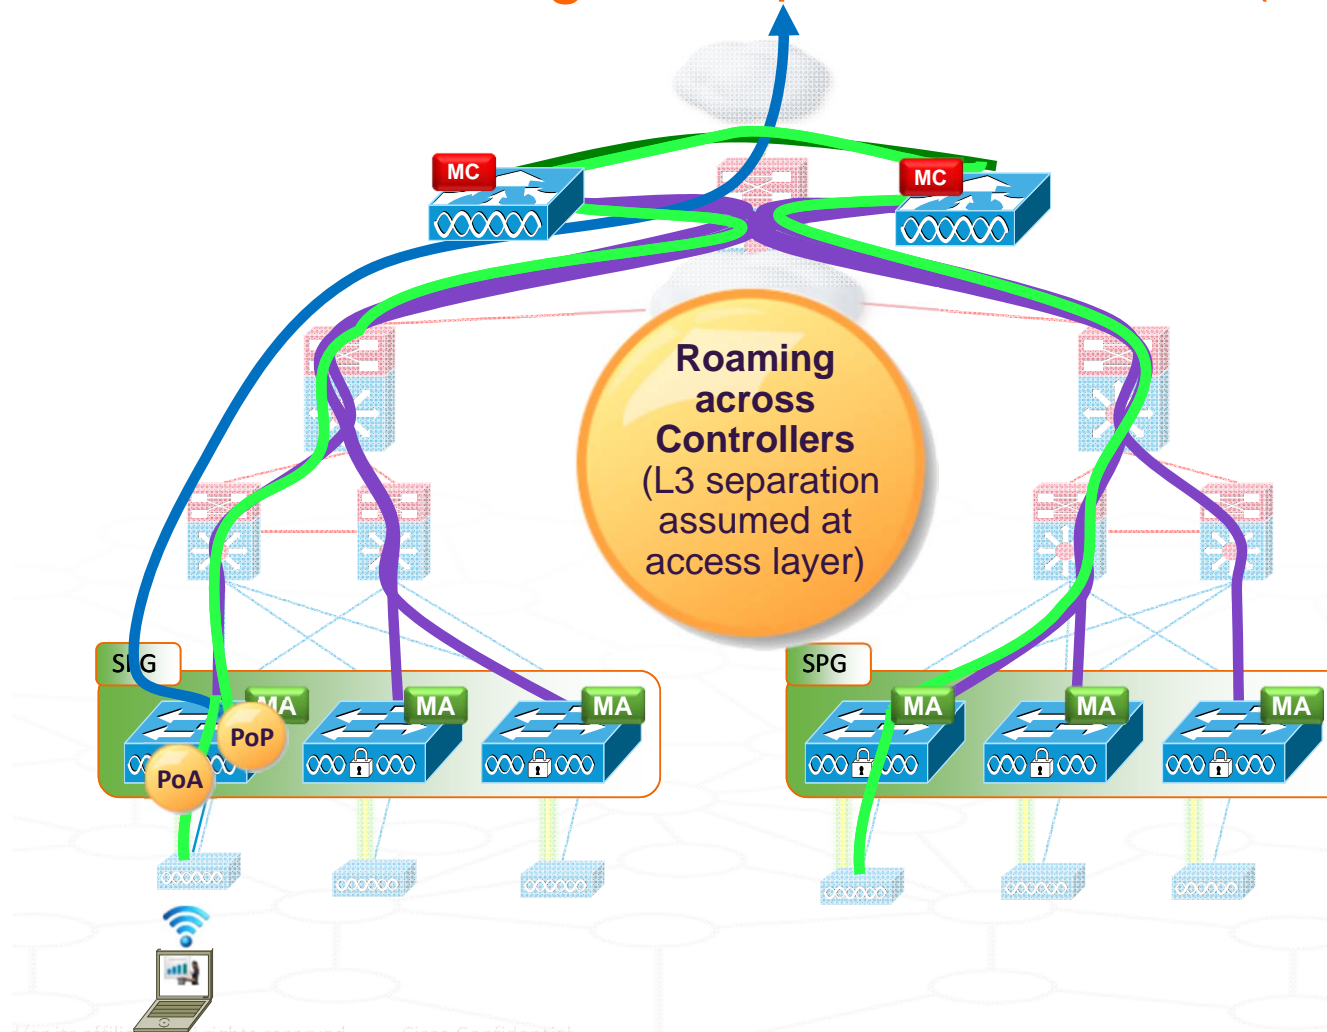 MC
MC
Roaming
across
Controllers
(L3 separation
assumed at
access layer)
SPG
SPG
MA
MA
MA
MA
MA
MA
PoP
PoA